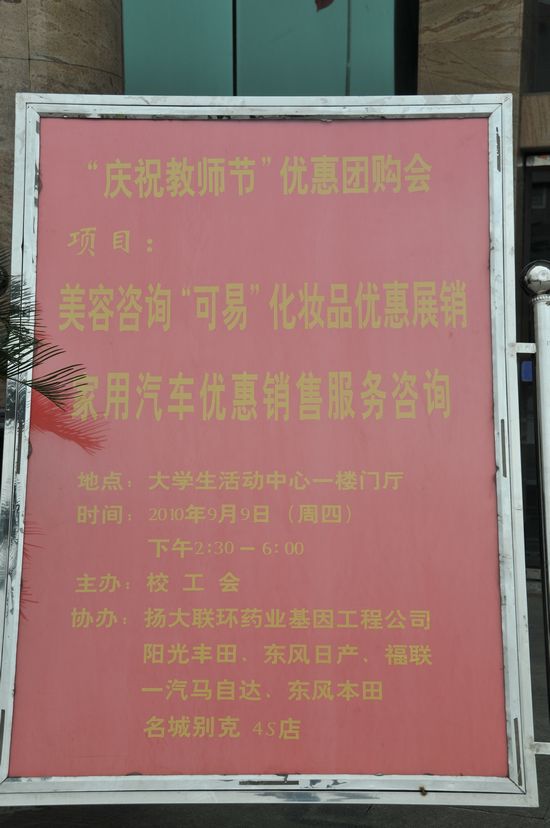 “庆祝教师节”优惠团购会
项目：
美容咨询“可易”化妆品优惠展销
家用汽车优惠销售服务咨询
地点：大学生活动中心一楼门厅
时间：2010年9月9日（周四）
下午2:30－6:00
主办：校 工 会
协办：扬大联环药业基因工程公司
阳光丰田、东风日产、福联
一汽马自达、东风本田
名城别克 4S店